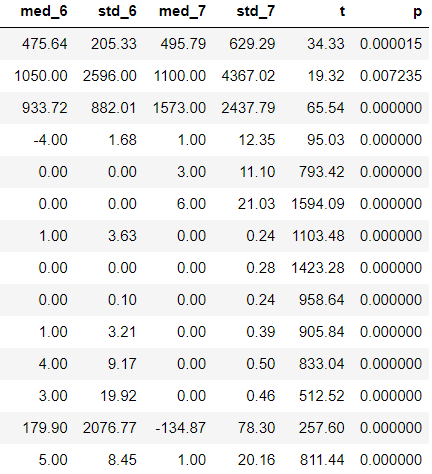 med_6 std_6 med_7 std_7 t p
475.64 205.33 495.79 629.29 34.33 0.000015
1050.00 2596.00 1100.00 4367.02 19.32 0.007235
933.72 882.01 1573.00 2437.79 65.54 0.000000
-4.00 1.68 1.00 12.35 95.03 0.000000
0.00 0.00 3.00 11.10 793.42 0.000000
0.00 0.00 6.00 21.03 1594.09 0.000000
1.00 3.63 0.00 0.24 1103.48 0.000000
0.00 0.00 0.00 0.28 1423.28 0.000000
0.00 0.10 0.00 0.24 958.64 0.000000
1.00 3.21 0.00 0.39 905.84 0.000000
4.00 9.17 0.00 0.50 833.04 0.000000
3.00 19.92 0.00 0.46 512.52 0.000000
179.90 2076.77 -134.87 78.30 257.60 0.000000
5.00 8.45 1.00 20.16 811.44 0.000000